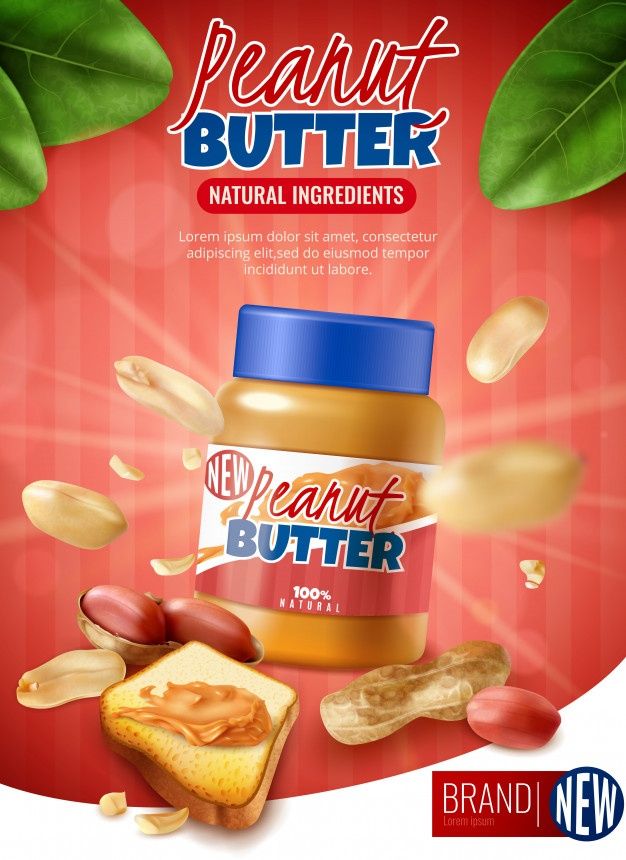 Peanut
BUTTER
NATURAL INGREDIENTS
Lorem ipsum dolor sit amet, consectetur
adipiscing elit,sed do eiusmod tempor
incididunt ut labore.
NEW
Peanut
BUTTER
100%
NATURAL
BRAND
Lorem ipsum
NEW